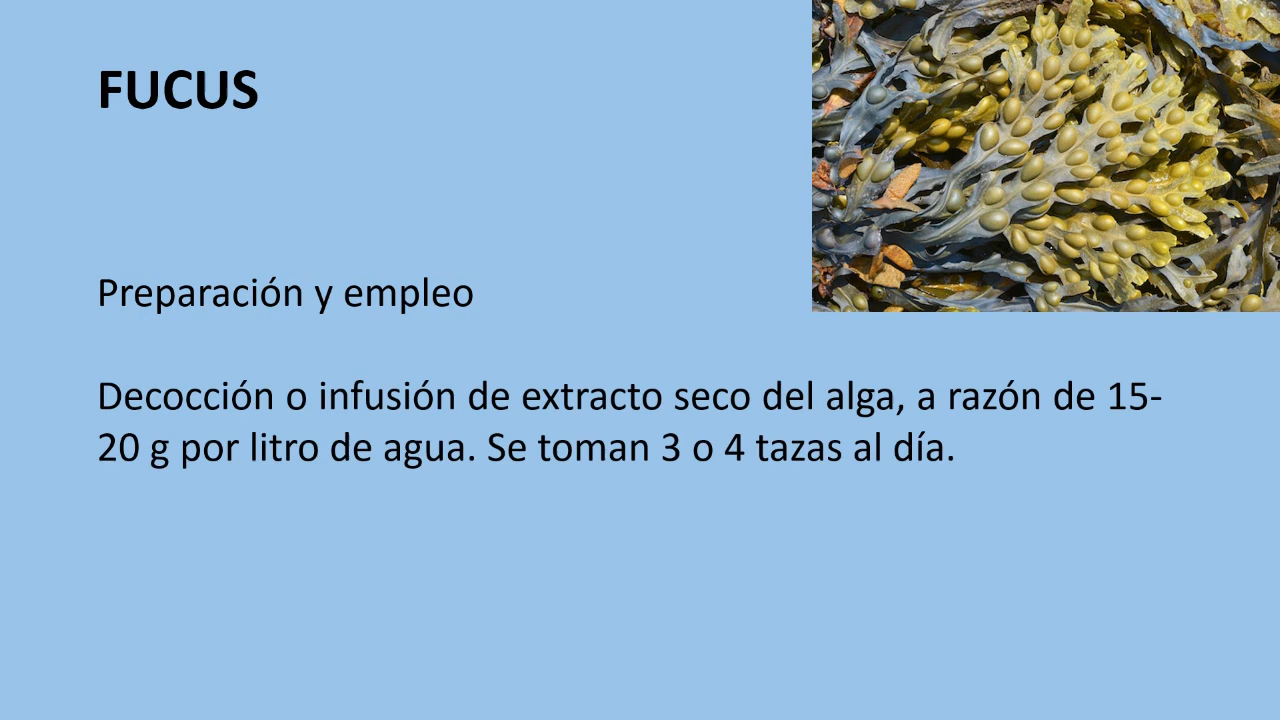 FUCUS
Preparación y empleo
Decocción o infusión de extracto seco del alga, a razón de 15-
20 g por litro de agua. Se toman 3 o 4 tazas al día.